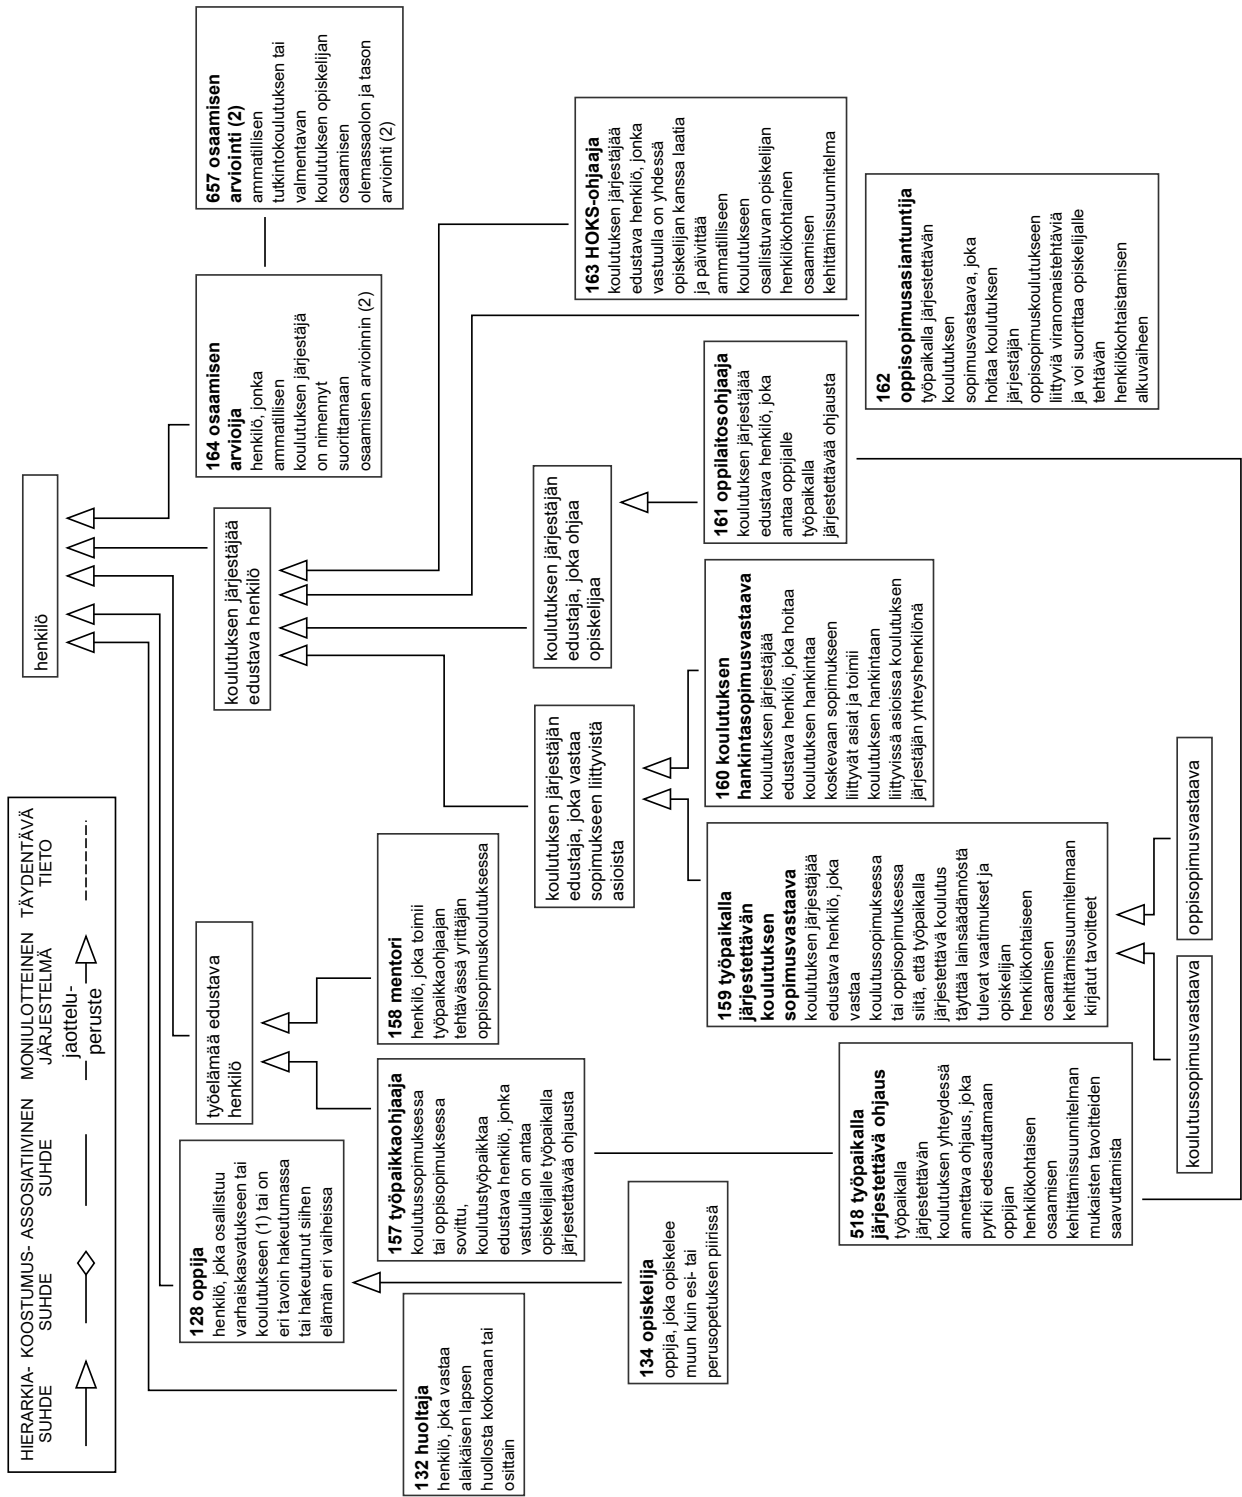 HIERARKIA-
SUHDE
KOOSTUMUS-
SUHDE
ASSOSIATIIVINEN
SUHDE
MONIULOTTEINEN
JÄRJESTELMÄ
jaottelu-
peruste
TÄYDENTÄVÄ
TIETO
henkilö
132 huoltaja
henkilö, joka vastaa
alaikäisen lapsen
huollosta kokonaan tai
osittain
128 oppija
henkilö, joka osallistuu
varhaiskasvatukseen tai
koulutukseen (1) tai on
eri tavoin hakeutumassa
tai hakeutunut siihen
elämän eri vaiheissa
134 opiskelija
oppija, joka opiskelee
muun kuin esi- tai
perusopetuksen piirissä
työelämää edustava
henkilö
157 työpaikkaohjaaja
koulutussopimuksessa
tai oppisopimuksessa
sovittu,
koulutustyöpaikkaa
edustava henkilö, jonka
vastuulla on antaa
opiskelijalle työpaikalla
järjestettävää ohjausta
158 mentori
henkilö, joka toimii
työpaikkaohjaajan
tehtävässä yrittäjän
oppisopimuskoulutuksessa
518 työpaikalla
järjestettävä ohjaus
työpaikalla
järjestettävän
koulutuksen yhteydessä
annettava ohjaus, joka
pyrkii edesauttamaan
oppijan
henkilökohtaisen
osaamisen
kehittämissuunnitelman
mukaisten tavoitteiden
saavuttamista
koulutuksen järjestäjää
edustava henkilö
koulutuksen järjestäjän
edustaja, joka vastaa
sopimukseen liittyvistä
asioista
159 työpaikalla
järjestettävän
koulutuksen
sopimusvastaava
koulutuksen järjestäjää
edustava henkilö, joka
vastaa
koulutussopimuksessa
tai oppisopimuksessa
siitä, että työpaikalla
järjestettävä koulutus
täyttää lainsäädännöstä
tulevat vaatimukset ja
opiskelijan
henkilökohtaiseen
osaamisen
kehittämissuunnitelmaan
kirjatut tavoitteet
koulutussopimusvastaava
oppisopimusvastaava
160 koulutuksen
hankintasopimusvastaava
koulutuksen järjestäjää
edustava henkilö, joka hoitaa
koulutuksen hankintaa
koskevaan sopimukseen
liittyvät asiat ja toimii
koulutuksen hankintaan
liittyvissä asioissa koulutuksen
järjestäjän yhteyshenkilönä
koulutuksen järjestäjän
edustaja, joka ohjaa
opiskelijaa
161 oppilaitosohjaaja
koulutuksen järjestäjää
edustava henkilö, joka
antaa oppijalle
työpaikalla
järjestettävää ohjausta
162
oppisopimusasiantuntija
työpaikalla järjestettävän
koulutuksen
sopimusvastaava, joka
hoitaa koulutuksen
järjestäjän
oppisopimuskoulutukseen
liittyviä viranomaistehtäviä
ja voi suorittaa opiskelijalle
tehtävän
henkilökohtaistamisen
alkuvaiheen
163 HOKS-ohjaaja
koulutuksen järjestäjää
edustava henkilö, jonka
vastuulla on yhdessä
opiskelijan kanssa laatia
ja päivittää
ammatilliseen
koulutukseen
osallistuvan opiskelijan
henkilökohtainen
osaamisen
kehittämissuunnitelma
164 osaamisen
arvioija
henkilö, jonka
ammatillisen
koulutuksen järjestäjä
on nimennyt
suorittamaan
osaamisen arvioinnin (2)
657 osaamisen
arviointi (2)
ammatillisen
tutkintokoulutuksen tai
valmentavan
koulutuksen opiskelijan
osaamisen
olemassaolon ja tason
arviointi (2)